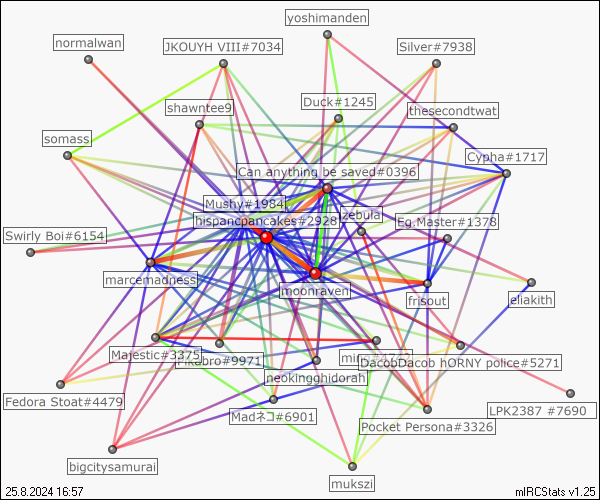 yoshimanden
normalwan
JKOUYH VIII#7034
Silver#7938
shawntee9
Duck#1245
thesecondtwat
somass
Cypha#1717
Can anything be saved#0396
Mushy#1984
hispanicpancakes#2928
zebula
Eg.Master#1378
Swirly Boi#6154
marcemadness
moonraven
frisout
eliakith
Majestic#3375
#9971
DacobDacob hORNY police#5271
neokingghidorah
Fedora Stoat#4479
Madネコ#6901
LPK2387 #7690
Pocket Persona#3326
bigcitysamurai
mukszi
25.8.2024 16:57
mIRCStats v1.25